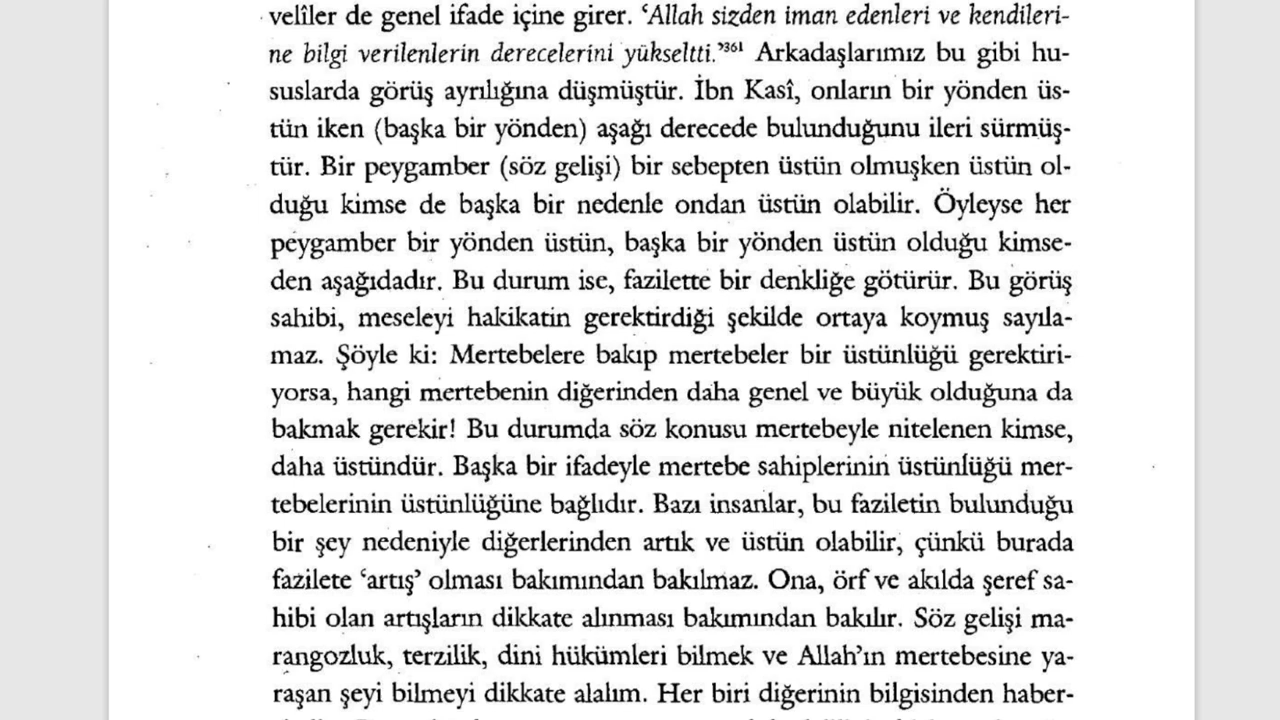 velîler de genel ifade içine girer. ‘Allah sizden iman edenleri ve kendileri-
ne bilgi verilenlerin derecelerini yükseltti.’³⁶¹ Arkadaşlarımız bu gibi hu-
suslarda görüş ayrılığına düşmüştür. İbn Kasî, onların bir yönden üs-
tün iken (başka bir yönden) aşağı derecede bulunduğunu ileri sürmüş-
tür. Bir peygamber (söz gelişi) bir sebepten üstün olmuşken üstün ol-
duğu kimse de başka bir nedenle ondan üstün olabilir. Öyleyse her
peygamber bir yönden üstün, başka bir yönden üstün olduğu kimse-
den aşağıdadır. Bu durum ise, fazilette bir denkliğe götürür. Bu görüş
sahibi, meseleyi hakikatin gerektirdiği şekilde ortaya koymuş sayıla-
maz. Şöyle ki: Mertebelere bakıp mertebeler bir üstünlüğü gerektiri-
yorsa, hangi mertebenin diğerinden daha genel ve büyük olduğuna da
bakmak gerekir! Bu durumda söz konusu mertebeyle nitelenen kimse,
daha üstündür. Başka bir ifadeyle mertebe sahiplerinin üstünlüğü mer-
tebelerinin üstünlüğüne bağlıdır. Bazı insanlar, bu faziletin bulunduğu
bir şey nedeniyle diğerlerinden artık ve üstün olabilir, çünkü burada
fazilete ‘artış’ olması bakımından bakılmaz. Ona, örf ve akılda şeref sa-
hibi olan artışların dikkate alınması bakımından bakılır. Söz gelişi ma-
rangozluk, terzilik, dini hükümleri bilmek ve Allah’ın mertebesine ya-
raşan şeyi bilmeyi dikkate alalım. Her biri diğerinin bilgisinden haber-